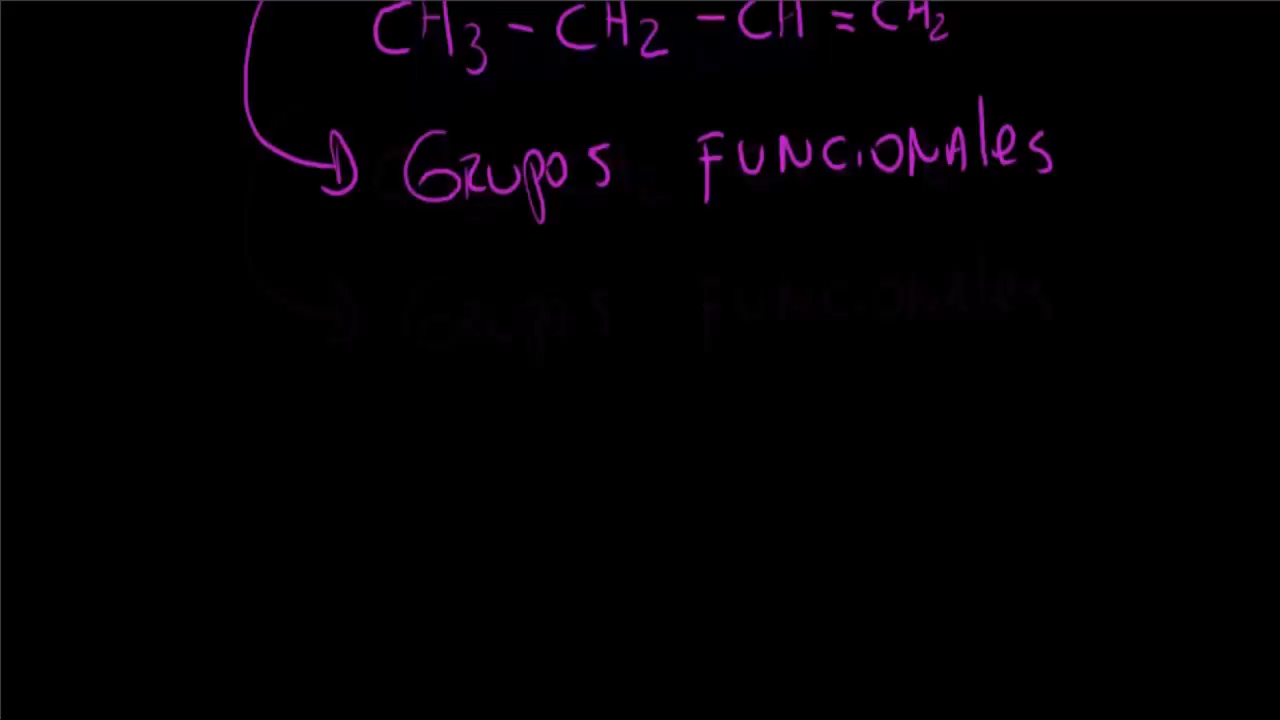 CH3 - CH2 - CH = CH2
Grupos Funcionales